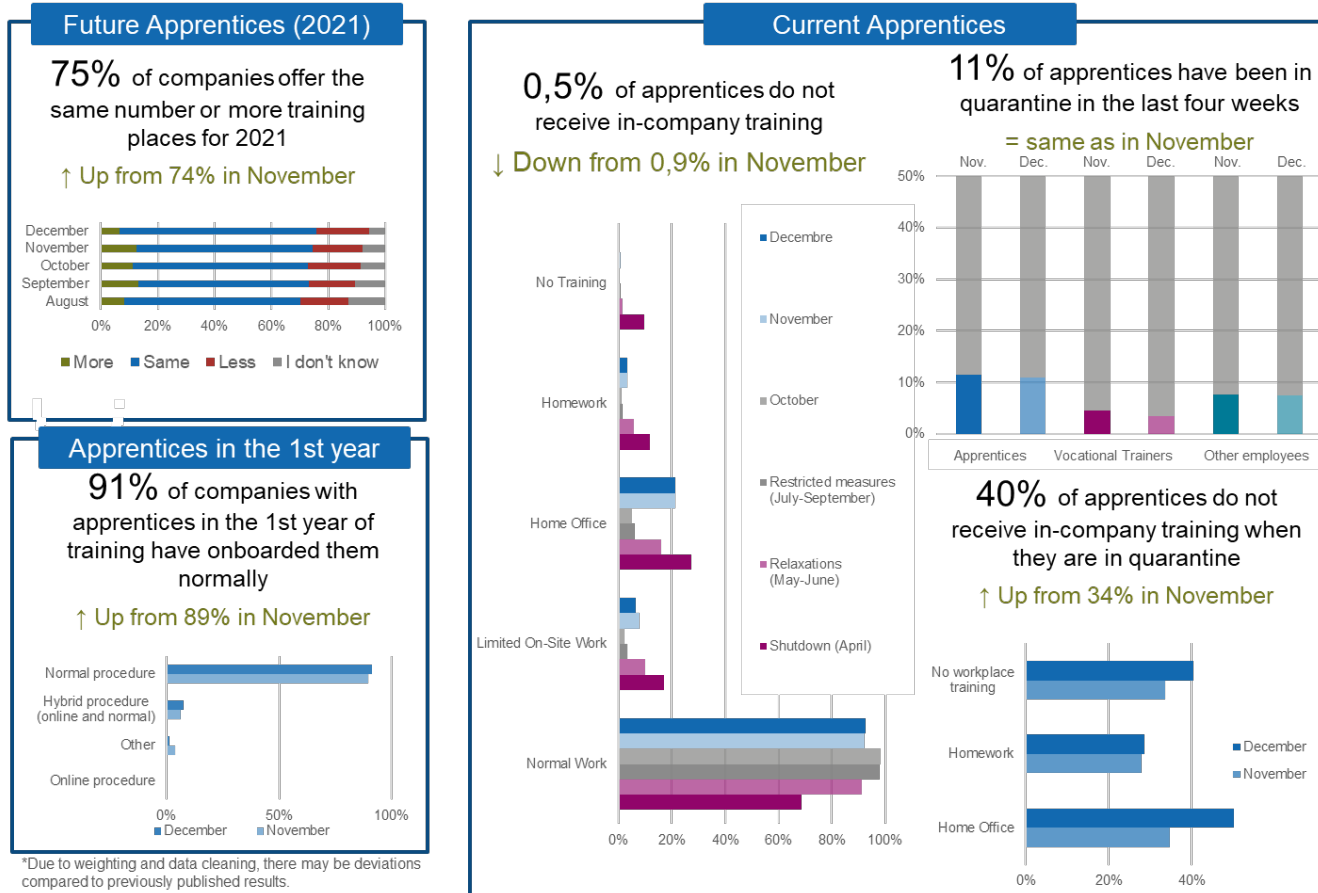 Future Apprentices (2021)
75% of companies offer the
same number or more training
places for 2021
↑ Up from 74% in November
December
November
October
September
August
0% 20% 40% 60% 80% 100%
More Same Less I don't know
Apprentices in the 1st year
91% of companies with
apprentices in the 1st year of
training have onboarded them
normally
↑ Up from 89% in November
Normal procedure
Hybrid procedure
(online and normal)
Other
Online procedure
0% 50% 100%
December November
*Due to weighting and data cleaning, there may be deviations
compared to previously published results.
Current Apprentices
0,5% of apprentices do not
receive in-company training
↓ Down from 0,9% in November
No Training
Homework
Home Office
Limited On-Site Work
Normal Work
0% 20% 40% 60% 80% 100%
Decembre
November
October
Restricted measures
(July-September)
Relaxations
(May-June)
Shutdown (April)
11% of apprentices have been in
quarantine in the last four weeks
= same as in November
Nov. Dec. Nov. Dec. Nov. Dec.
50%
40%
30%
20%
10%
0%
Apprentices Vocational Trainers Other employees
40% of apprentices do not
receive in-company training when
they are in quarantine
↑ Up from 34% in November
No workplace
training
Homework
Home Office
0% 20% 40%
December
November